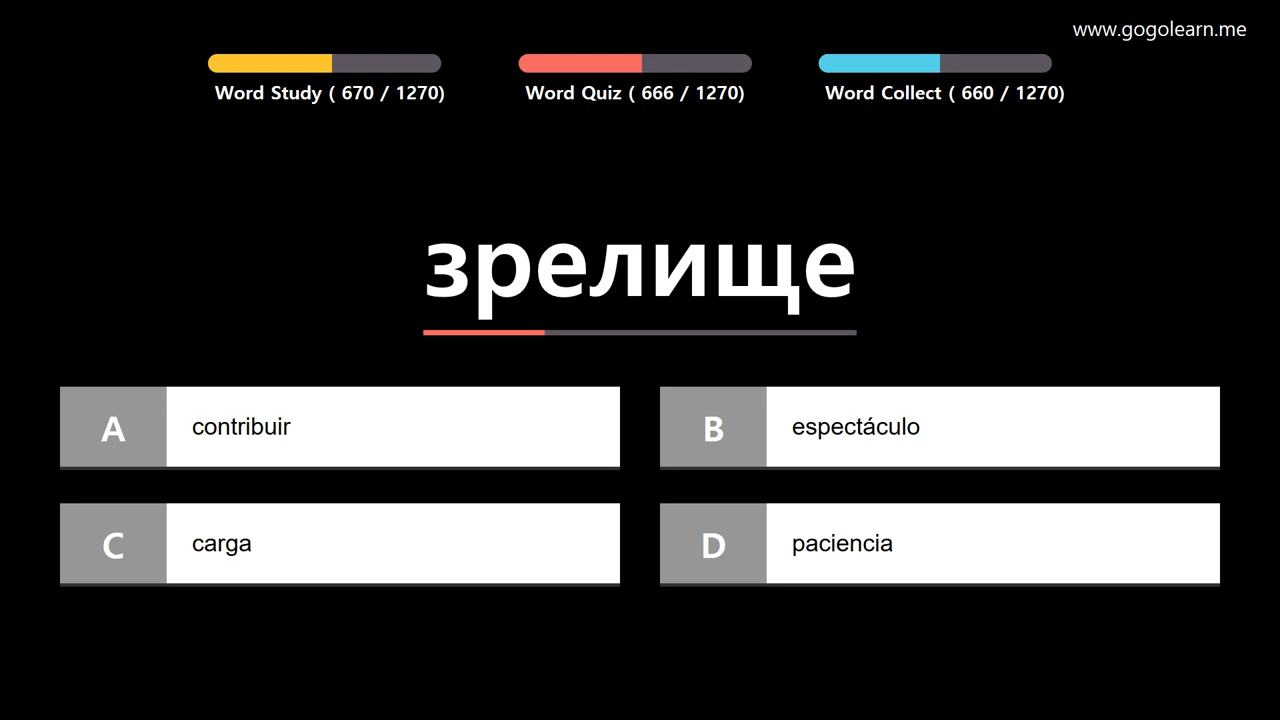 www.gogolearn.me
Word Study ( 670 / 1270)
Word Quiz ( 666 / 1270)
Word Collect ( 660 / 1270)
зрелище
A contribuir
B espectáculo
C carga
D paciencia